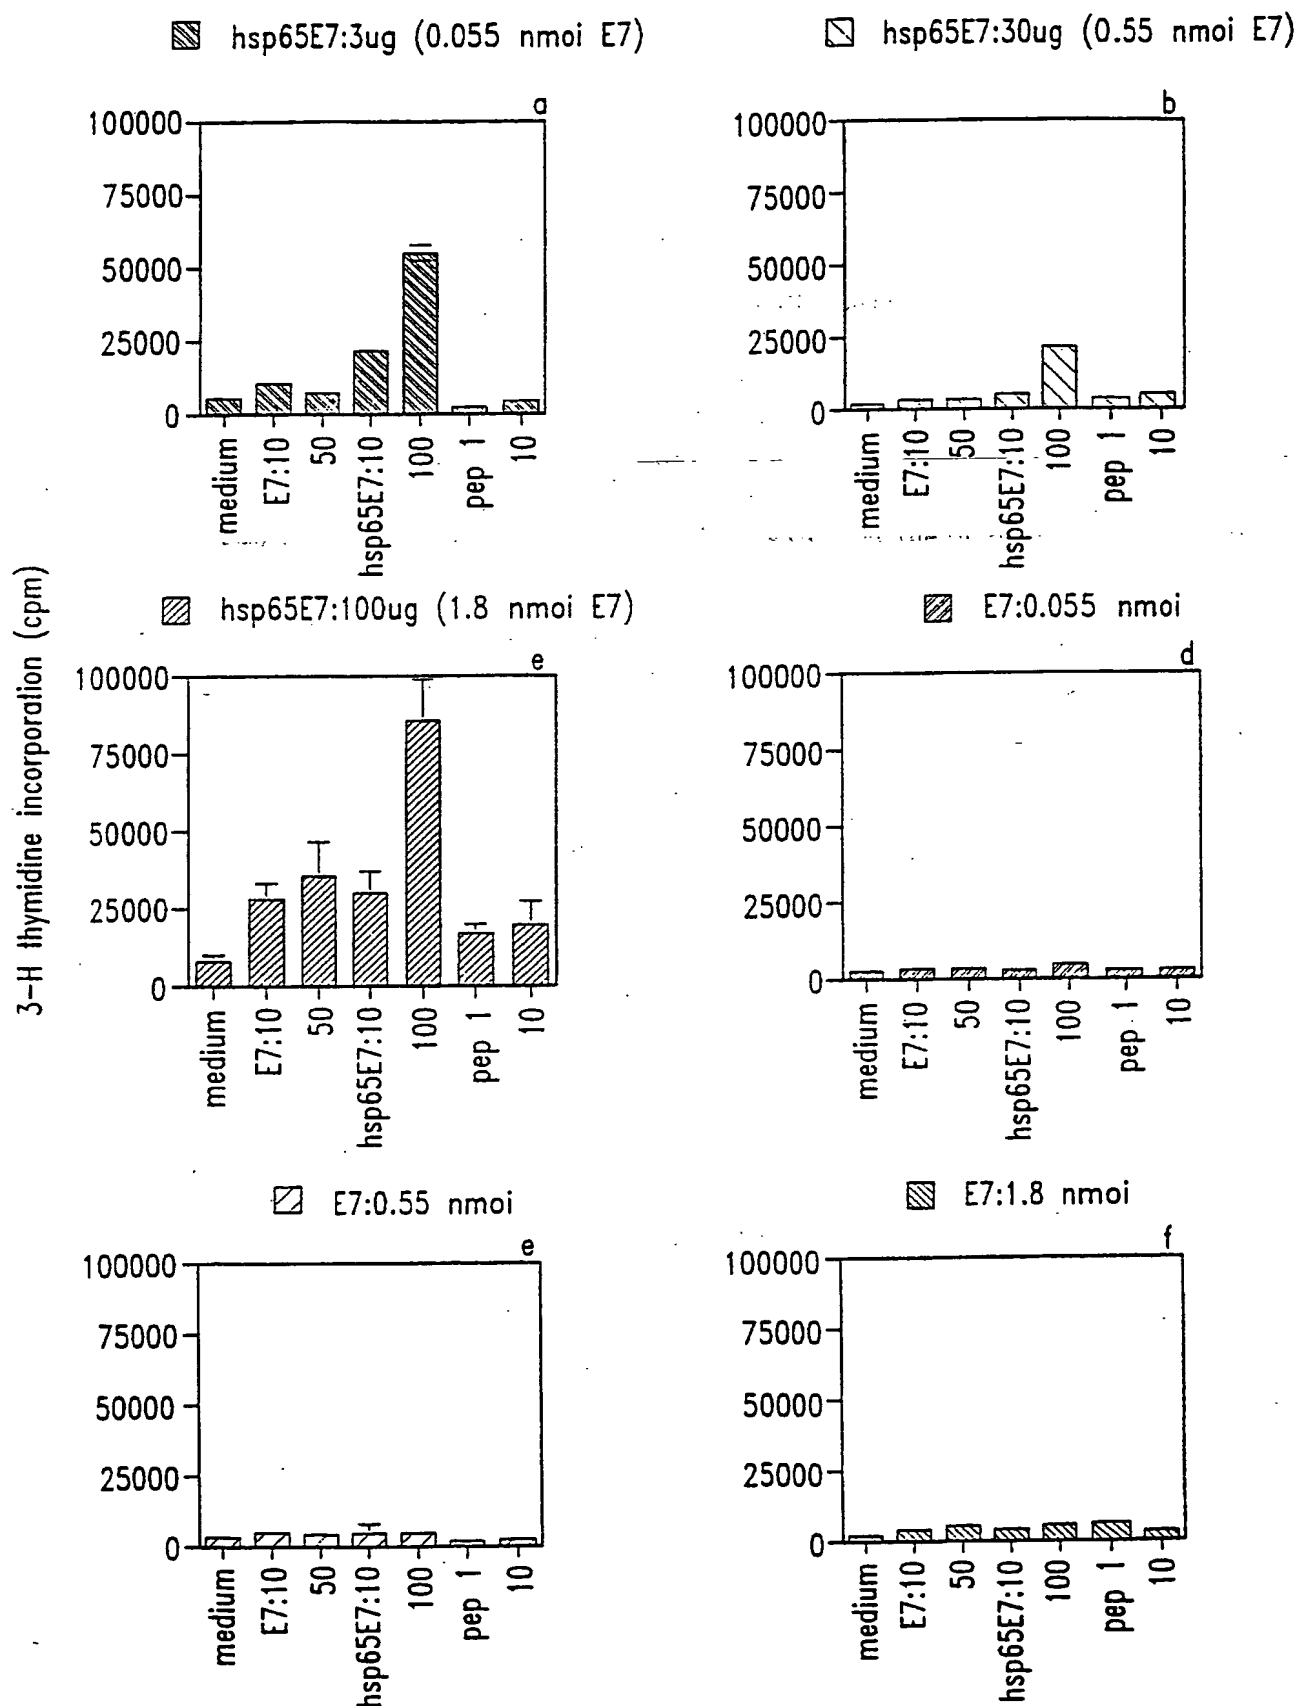 hsp65E7:3ug (0.055 nmoi E7)
a
100000
75000
50000
25000
0
medium
E7:10
50
hsp65E7:10
100
pep 1
10
hsp65E7:30ug (0.55 nmoi E7)
b
100000
75000
50000
25000
0
medium
E7:10
50
hsp65E7:10
100
pep 1
10
3-H thymidine incorporation (cpm)
hsp65E7:100ug (1.8 nmoi E7)
e
100000
75000
50000
25000
0
medium
E7:10
50
hsp65E7:10
100
pep 1
10
E7:0.055 nmoi
d
100000
75000
50000
25000
0
medium
E7:10
50
hsp65E7:10
100
pep 1
10
E7:0.55 nmoi
e
100000
75000
50000
25000
0
medium
E7:10
50
hsp65E7:10
100
pep 1
10
E7:1.8 nmoi
f
100000
75000
50000
25000
0
medium
E7:10
50
hsp65E7:10
100
pep 1
10